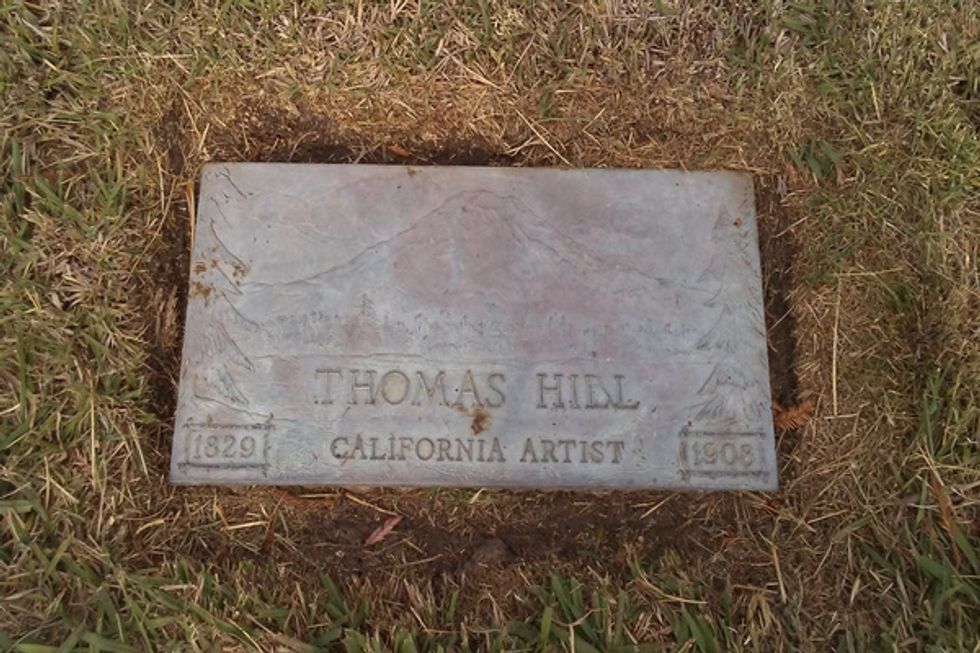 THOMAS HILL
1829 CALIFORNIA ARTIST 1908